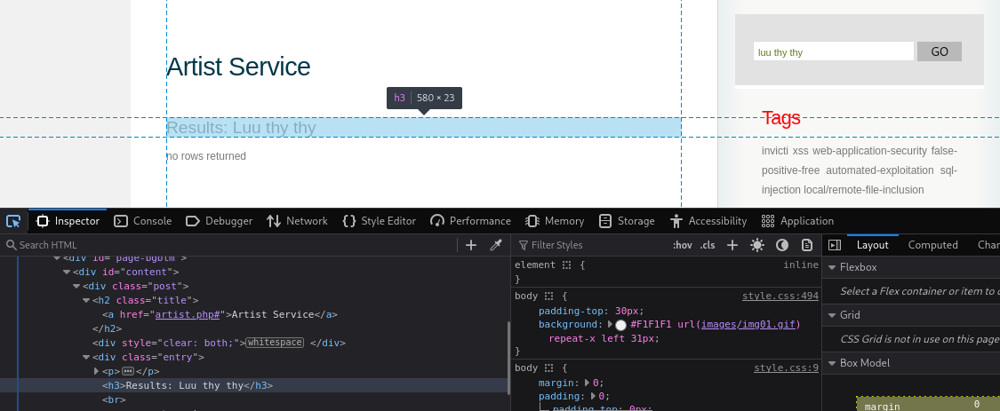 luu thy thy GO
Artist Service
h3 580 × 23
Tags
Results: Luu thy thy
invicti xss web-application-security false-
no rows returned
positive-free automated-exploitation sql-
injection local/remote-file-inclusion
Inspector Console Debugger Network Style Editor Performance Memory Storage Accessibility Application
Search HTML
Filter Styles :hov .cls
Layout Computed Char
<div id="page-bgbtm">
<div id="content">
<div class="post">
<h2 class="title">
<a href="artist.php#">Artist Service</a>
</h2>
<div style="clear: both;">whitespace </div>
<div class="entry">
<p> </p>
<h3>Results: Luu thy thy</h3>
<br>
element { inline
}
body { style.css:494
padding-top: 30px;
background: #F1F1F1 url(images/img01.gif)
repeat-x left 31px;
}
body { style.css:9
margin: 0;
padding: 0;
padding-top: 0px;
Flexbox
Select a Flex container or item to c
Grid
CSS Grid is not in use on this page
Box Model
margin 0